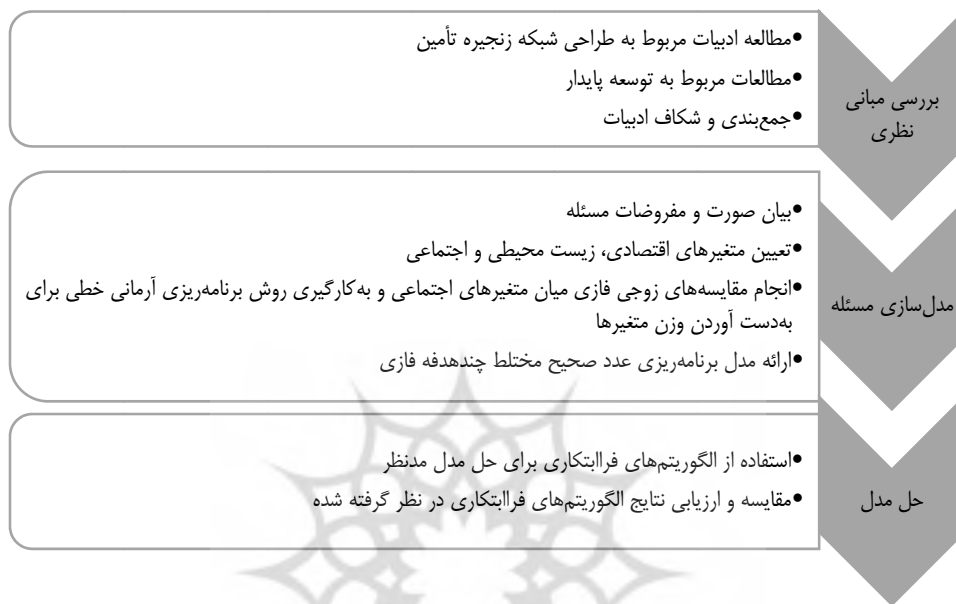 بررسی مبانی
نظری
•مطالعه ادبیات مربوط به طراحی شبکه زنجیره تأمین
•مطالعات مربوط به توسعه پایدار
•جمع‌بندی و شکاف ادبیات
مدل‌سازی مسئله
•بیان صورت و مفروضات مسئله
•تعیین متغیرهای اقتصادی، زیست محیطی و اجتماعی
•انجام مقایسه‌های زوجی فازی میان متغیرهای اجتماعی و به‌کارگیری روش برنامه‌ریزی آرمانی خطی برای
به‌دست آوردن وزن متغیرها
•ارائه مدل برنامه‌ریزی عدد صحیح مختلط چندهدفه فازی
حل مدل
•استفاده از الگوریتم‌های فراابتکاری برای حل مدل مدنظر
•مقایسه و ارزیابی نتایج الگوریتم‌های فراابتکاری در نظر گرفته شده